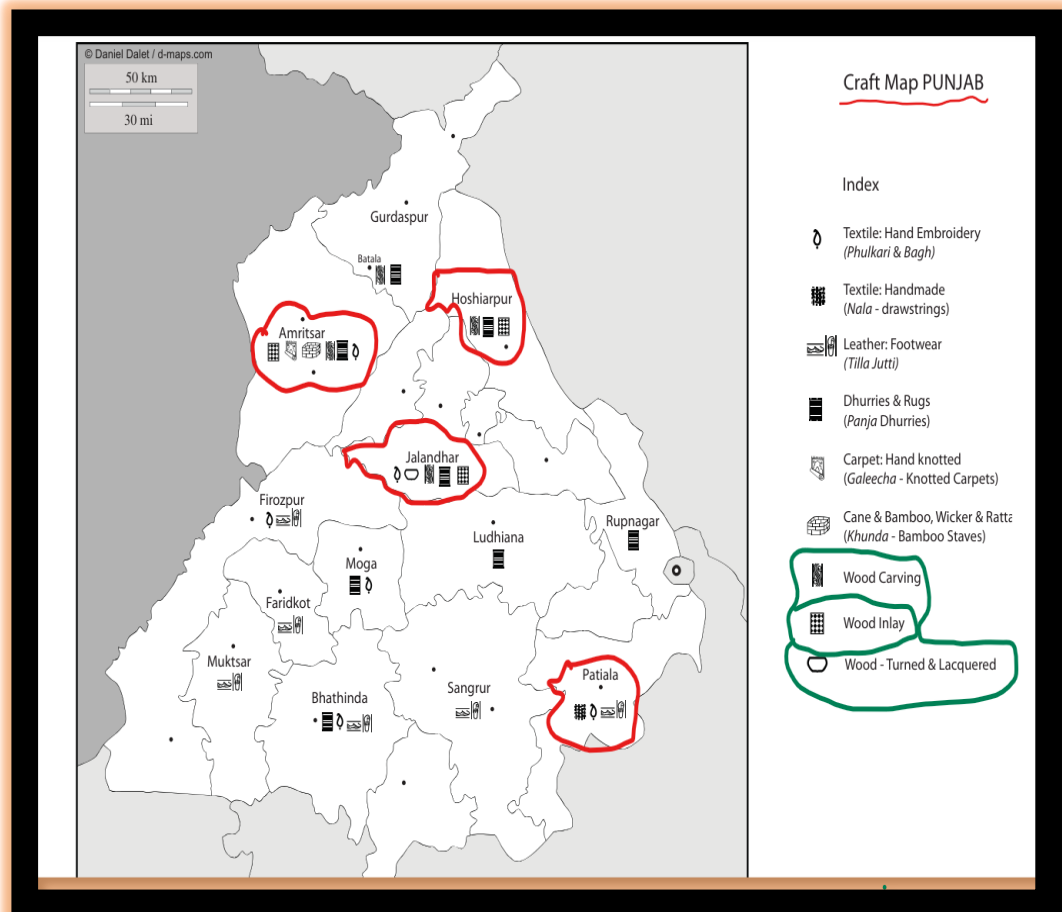 © Daniel Dalet / d-maps.com
50 km
30 mi
Craft Map PUNJAB
Index
Textile: Hand Embroidery
(Phulkari & Bagh)
Textile: Handmade
(Nala - drawstrings)
Leather: Footwear
(Tilla Jutti)
Dhurries & Rugs
(Panja Dhurries)
Carpet: Hand knotted
(Galeecha - Knotted Carpets)
Cane & Bamboo, Wicker & Ratta
(Khunda - Bamboo Staves)
Wood Carving
Wood Inlay
Wood - Turned & Lacquered
Gurdaspur
Batala
Hoshiarpur
Amritsar
Jalandhar
Firozpur
Ludhiana
Rupnagar
Moga
Faridkot
Muktsar
Bhathinda
Sangrur
Patiala